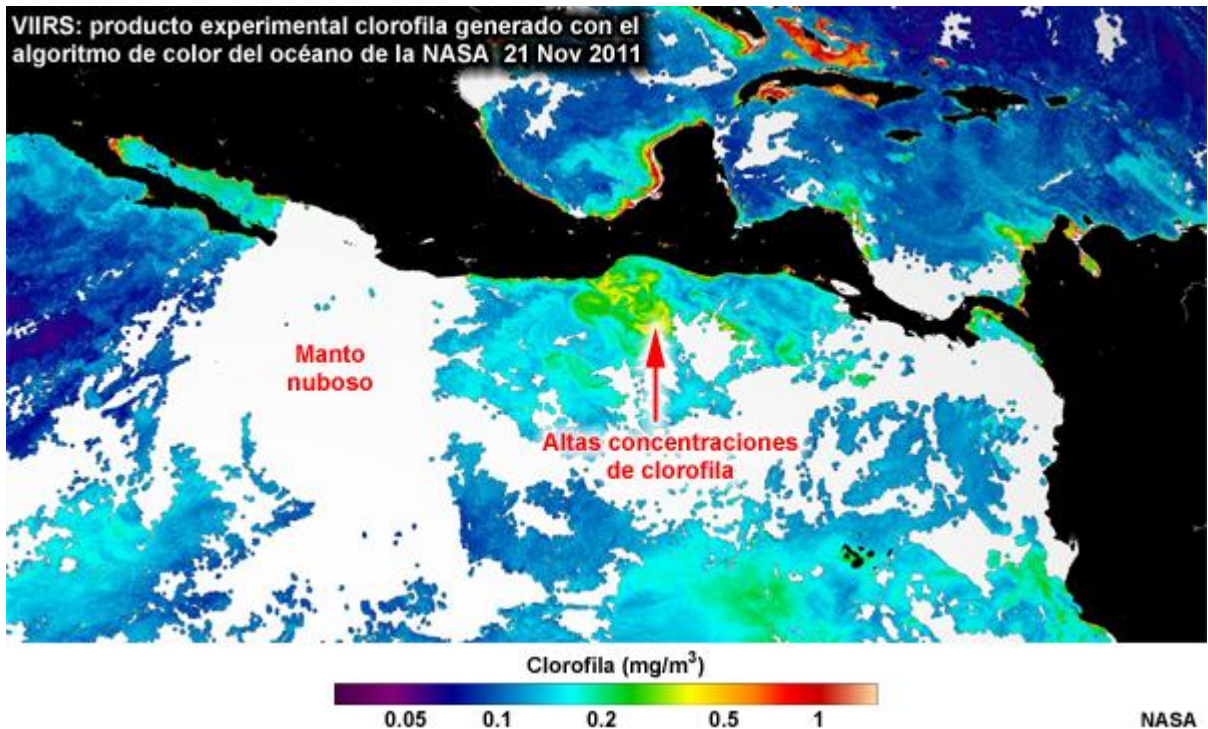 VIIRS: producto experimental clorofila generado con el
algoritmo de color del océano de la NASA 21 Nov 2011
Manto
nuboso
Altas concentraciones
de clorofila
Clorofila (mg/m³)
0.05 0.1 0.2 0.5 1
NASA